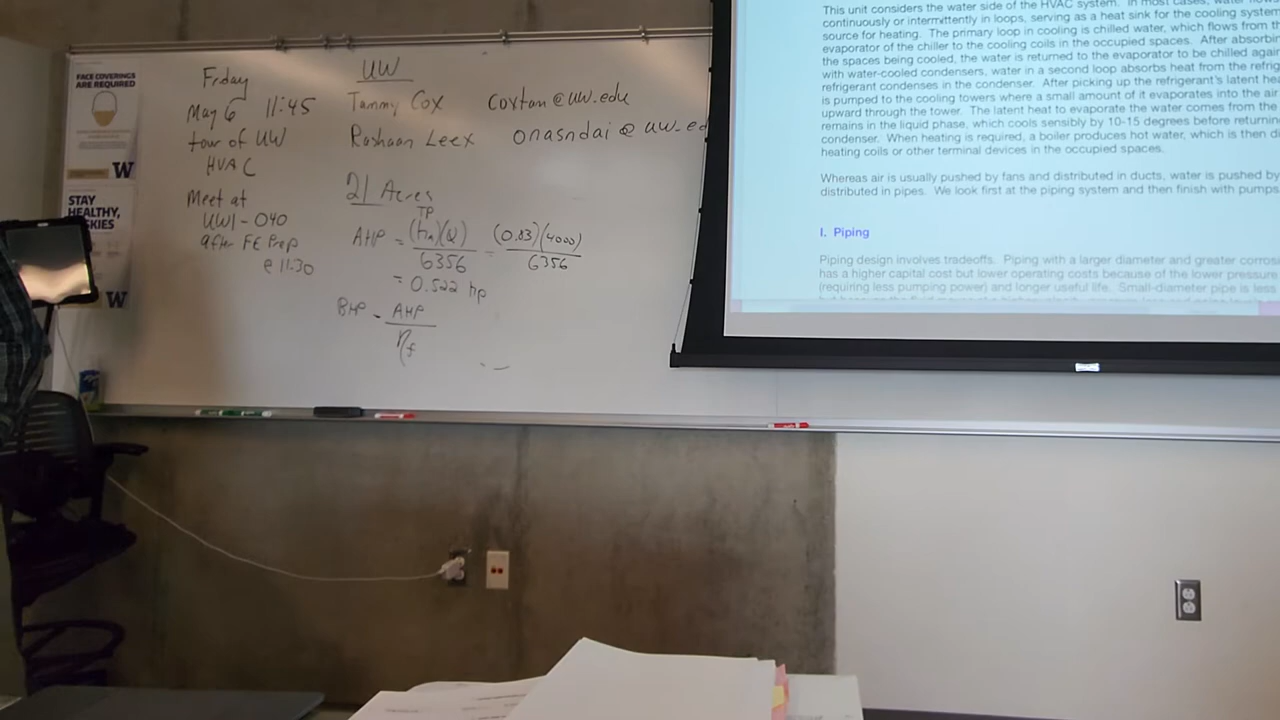 FACE COVERINGS
ARE REQUIRED
W
STAY
HEALTHY,
SKIES
W
Friday
May 6 11:45
tour of UW
HVAC
Meet at
UW1-040
after FE Prep
@ 11:30
UW
Tammy Cox coxtam@uw.edu
Rashaan Leex onasndai@uw.ed
21 Acres
TP
AHP = (hA)(Q) / 6356 = (0.83)(4000) / 6356
= 0.522 hp
BHP = AHP / ηf
This unit considers the water side of the HVAC system. In most cases, water flows
continuously or intermittently in loops, serving as a heat sink for the cooling system
source for heating. The primary loop in cooling is chilled water, which flows from th
evaporator of the chiller to the cooling coils in the occupied spaces. After absorbin
the spaces being cooled, the water is returned to the evaporator to be chilled again
with water-cooled condensers, water in a second loop absorbs heat from the refrig
refrigerant condenses in the condenser. After picking up the refrigerant's latent hea
is pumped to the cooling towers where a small amount of it evaporates into the air
upward through the tower. The latent heat to evaporate the water comes from the
remains in the liquid phase, which cools sensibly by 10-15 degrees before returnin
condenser. When heating is required, a boiler produces hot water, which is then d
heating coils or other terminal devices in the occupied spaces.
Whereas air is usually pushed by fans and distributed in ducts, water is pushed by
distributed in pipes. We look first at the piping system and then finish with pumps
I. Piping
Piping design involves tradeoffs. Piping with a larger diameter and greater corros
has a higher capital cost but lower operating costs because of the lower pressure
(requiring less pumping power) and longer useful life. Small-diameter pipe is less